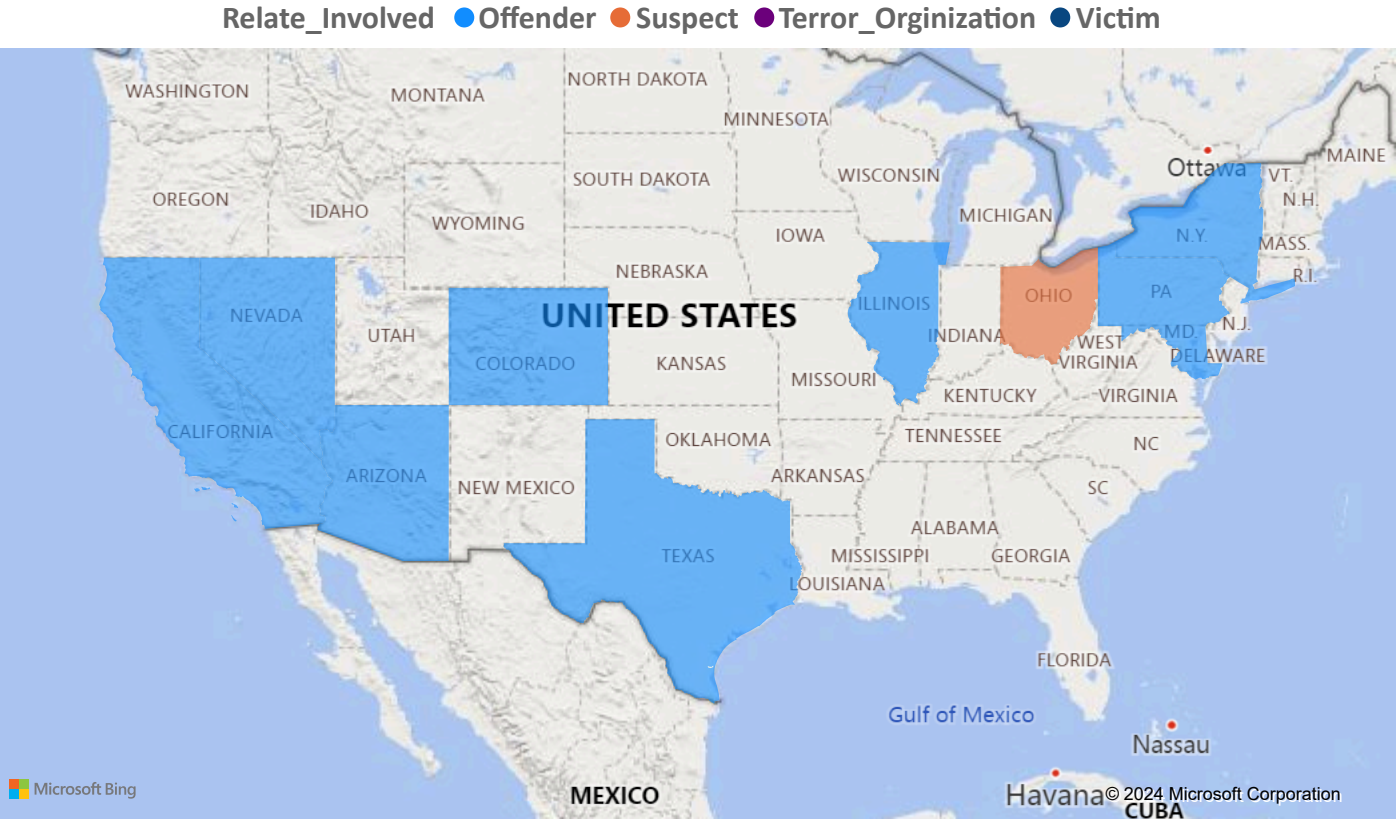 Relate_Involved Offender Suspect Terror_Orginization Victim
NORTH DAKOTA
WASHINGTON
MONTANA
MINNESOTA
MAINE
Ottawa
WISCONSIN
VT.
SOUTH DAKOTA
OREGON
N.H.
IDAHO
MICHIGAN
WYOMING
IOWA
N.Y.
MASS.
NEBRASKA
R.I.
PA
OHIO
ILLINOIS
NEVADA
UNITED STATES
N.J.
MD.
UTAH
INDIANA
WEST
VIRGINIA
DELAWARE
COLORADO
KANSAS
MISSOURI
KENTUCKY
VIRGINIA
CALIFORNIA
TENNESSEE
OKLAHOMA
NC
ARIZONA
ARKANSAS
NEW MEXICO
SC
ALABAMA
TEXAS
MISSISSIPPI
GEORGIA
LOUISIANA
FLORIDA
Gulf of Mexico
Nassau
Microsoft Bing
MEXICO
Havana
© 2024 Microsoft Corporation
CUBA